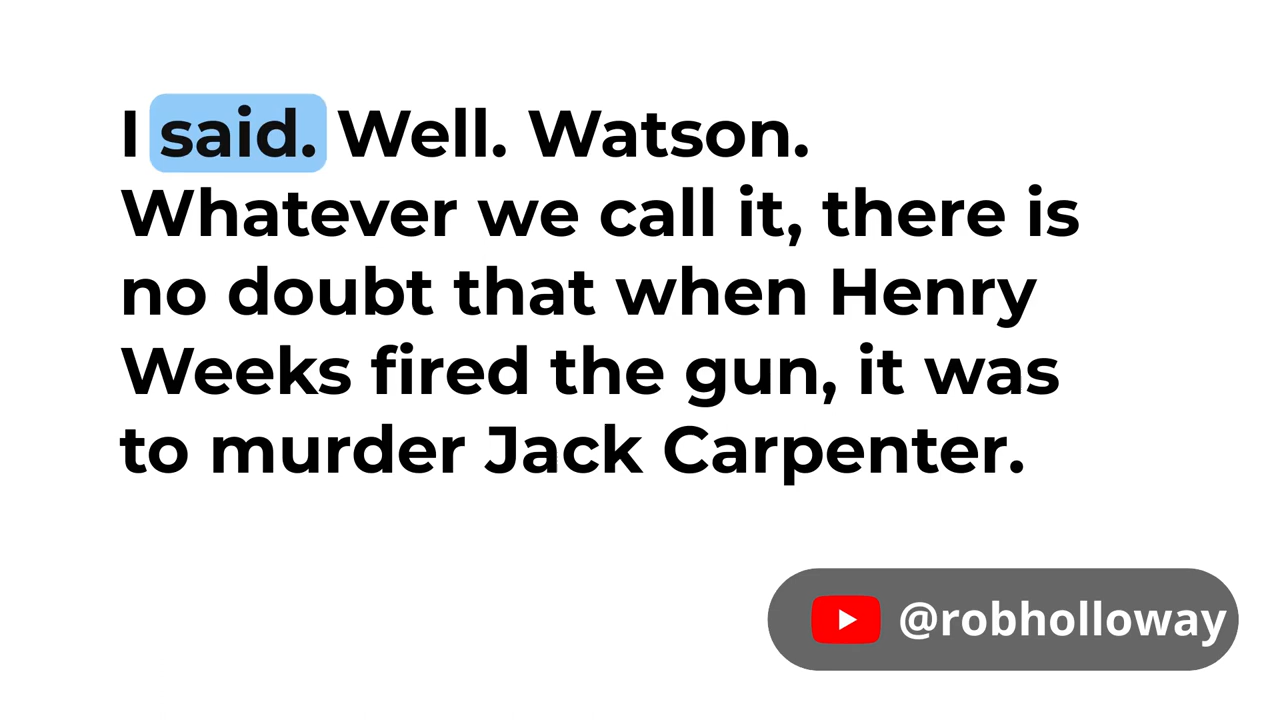 I said. Well. Watson.
Whatever we call it, there is
no doubt that when Henry
Weeks fired the gun, it was
to murder Jack Carpenter.
@robholloway